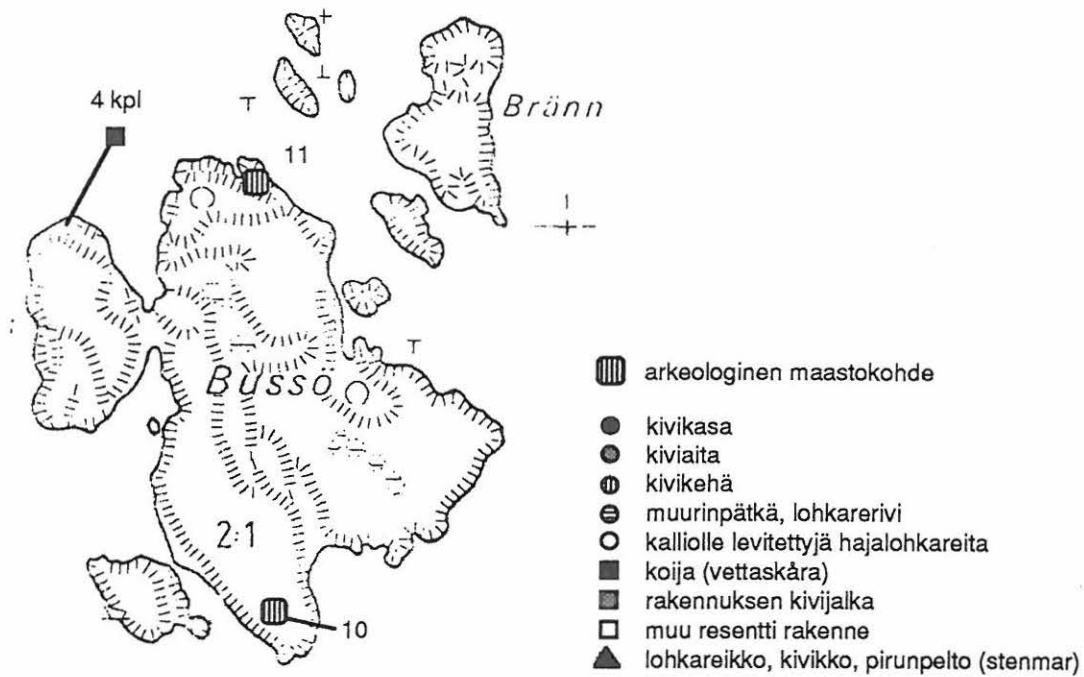 4 kpl
11
Bränn
Bussö
2:1
10
arkeologinen maastokohde
kivikasa
kiviaita
kivikehä
muurinpätkä, lohkarerivi
kalliolle levitettyjä hajalohkareita
koija (vettaskåra)
rakennuksen kivijalka
muu resentti rakenne
lohkareikko, kivikko, pirunpelto (stenmar)